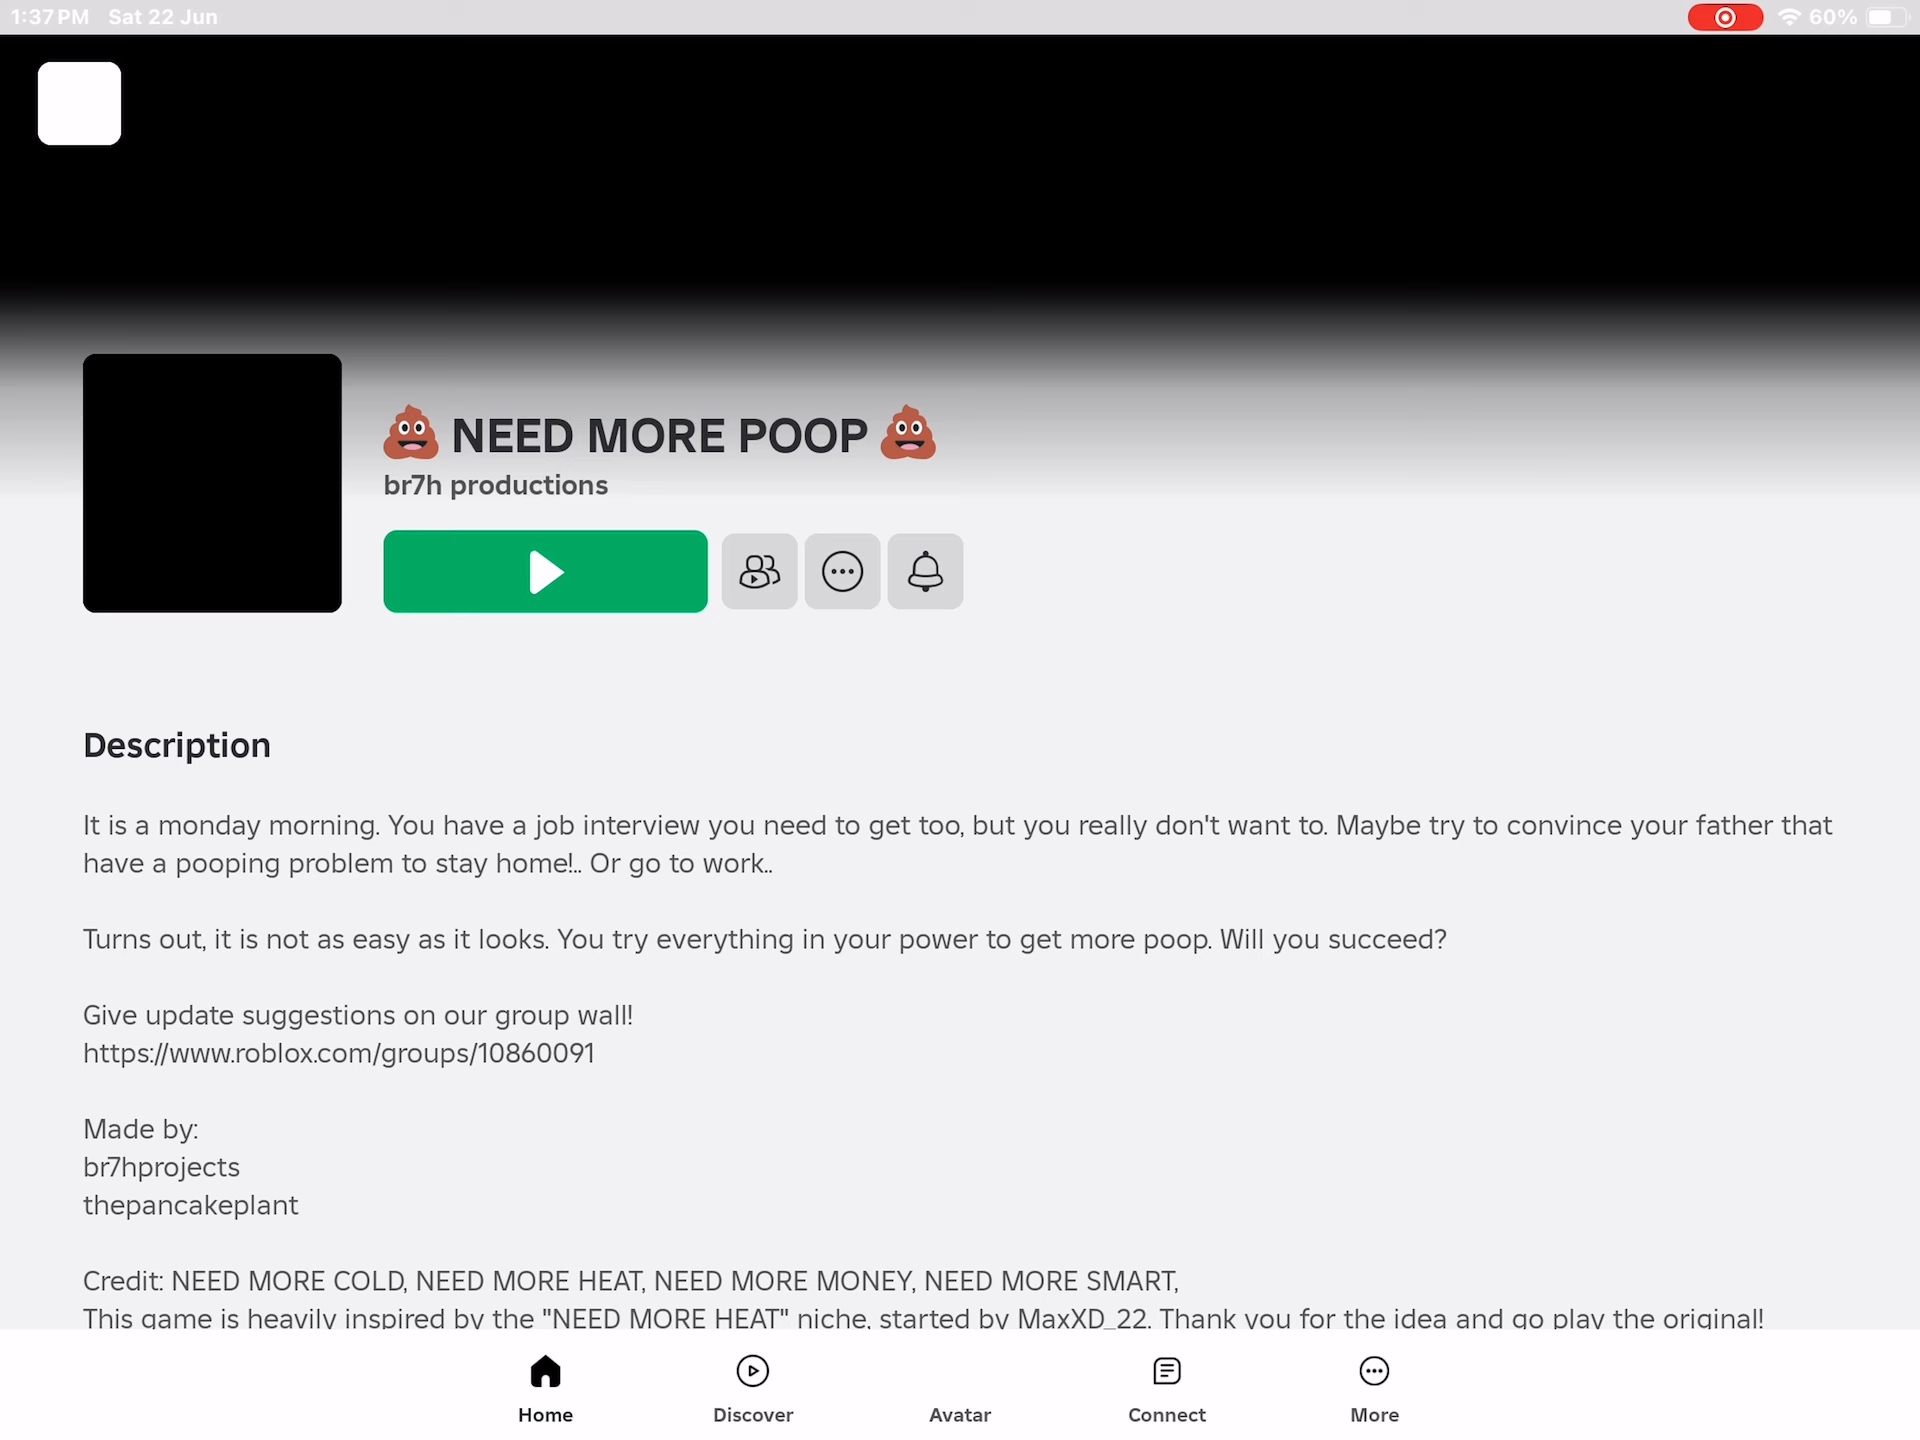 1:37 PM Sat 22 Jun
60%
💩 NEED MORE POOP 💩
br7h productions
Description
It is a monday morning. You have a job interview you need to get too, but you really don't want to. Maybe try to convince your father that
have a pooping problem to stay home!.. Or go to work..
Turns out, it is not as easy as it looks. You try everything in your power to get more poop. Will you succeed?
Give update suggestions on our group wall!
https://www.roblox.com/groups/10860091
Made by:
br7hprojects
thepancakeplant
Credit: NEED MORE COLD, NEED MORE HEAT, NEED MORE MONEY, NEED MORE SMART,
This game is heavily inspired by the "NEED MORE HEAT" niche, started by MaxXD_22. Thank you for the idea and go play the original!
Home Discover Avatar Connect More